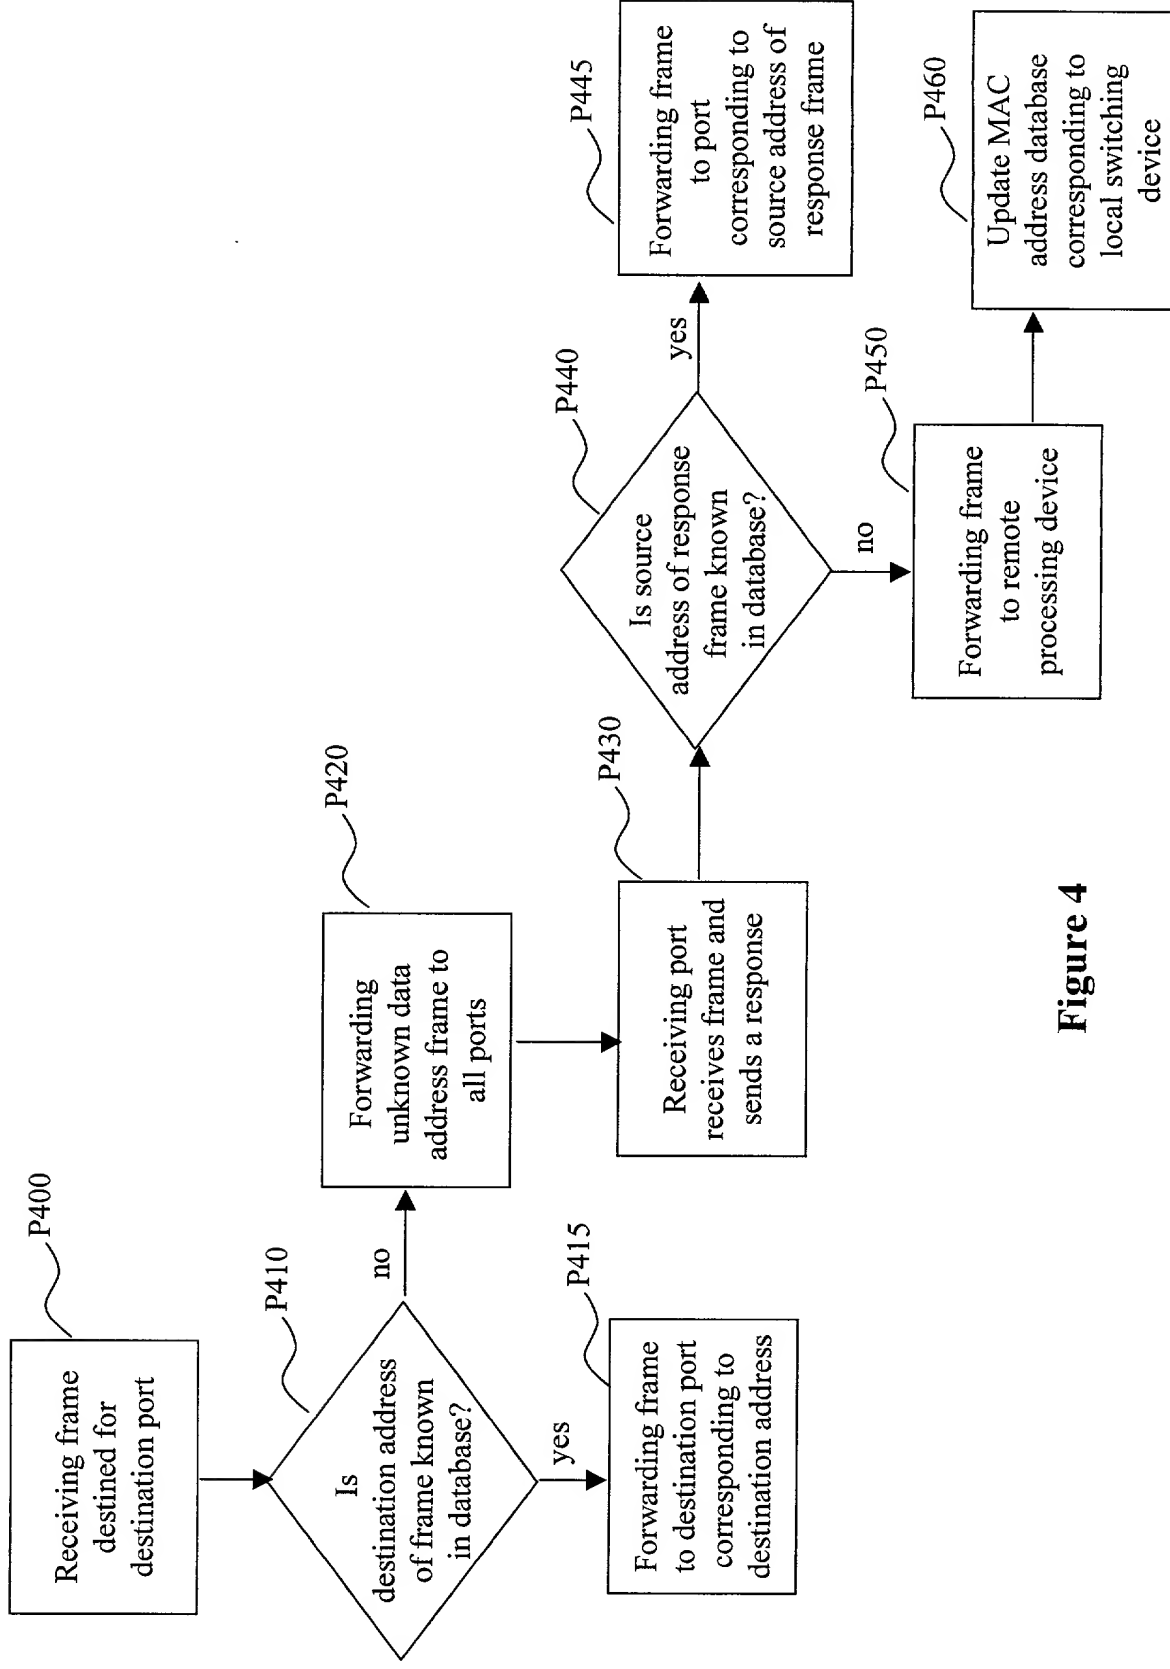 P400
Receiving frame
destined for
destination port
P410
Is
destination address
of frame known
in database?
no
yes
P415
Forwarding frame
to destination port
corresponding to
destination address
P420
Forwarding
unknown data
address frame to
all ports
P430
Receiving port
receives frame and
sends a response
P440
Is source
address of response
frame known
in database?
yes
no
P445
Forwarding frame
to port
corresponding to
source address of
response frame
P450
Forwarding frame
to remote
processing device
P460
Update MAC
address database
corresponding to
local switching
device
Figure 4